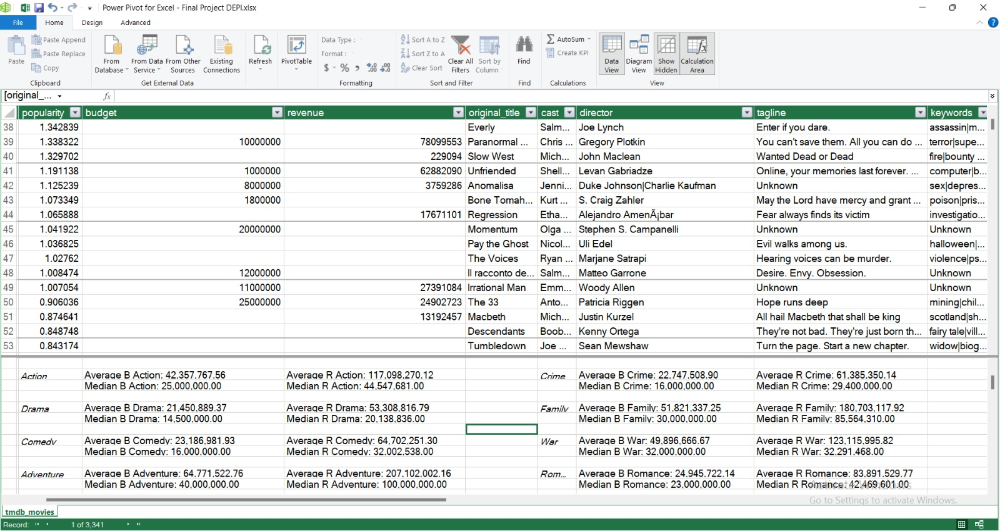 Power Pivot for Excel - Final Project DEPI.xlsx
File Home Design Advanced
Paste Paste Append Paste Replace Copy Clipboard
From Database From Data Service From Other Sources Existing Connections Get External Data
Refresh PivotTable
Data Type : Format : $ % Formatting
Sort A to Z Sort Z to A Clear Sort Clear All Filters Sort by Column Sort and Filter
Find Find
AutoSum Create KPI Calculations
Data View Diagram View Show Hidden Calculation Area View
[original_... fx
popularity budget revenue original_title cast director tagline keywords
38 1.342839 Everly Salm... Joe Lynch Enter if you dare. assassin|m...
39 1.338322 10000000 78099553 Paranormal ... Chris ... Gregory Plotkin You can't save them. All you can do ... terror|supe...
40 1.329702 229094 Slow West Mich... John Maclean Wanted Dead or Dead fire|bounty ...
41 1.191138 1000000 62882090 Unfriended Shell... Levan Gabriadze Online, your memories last forever. ... computer|b...
42 1.125239 8000000 3759286 Anomalisa Jenni... Duke Johnson|Charlie Kaufman Unknown sex|depres...
43 1.073349 1800000 Bone Tomah... Kurt ... S. Craig Zahler May the Lord have mercy and grant ... poison|pris...
44 1.065888 17671101 Regression Etha... Alejandro AmenÃ¡bar Fear always finds its victim investigatio...
45 1.041922 20000000 Momentum Olga ... Stephen S. Campanelli Unknown Unknown
46 1.036825 Pay the Ghost Nicol... Uli Edel Evil walks among us. halloween|...
47 1.02762 The Voices Ryan ... Marjane Satrapi Hearing voices can be murder. violence|ps...
48 1.008474 12000000 Il racconto de... Salm... Matteo Garrone Desire. Envy. Obsession. Unknown
49 1.007054 11000000 27391084 Irrational Man Emm... Woody Allen Unknown Unknown
50 0.906036 25000000 24902723 The 33 Anto... Patricia Riggen Hope runs deep mining|chil...
51 0.874641 13192457 Macbeth Mich... Justin Kurzel All hail Macbeth that shall be king scotland|sh...
52 0.848748 Descendants Boob... Kenny Ortega They're not bad. They're just born th... fairy tale|vill...
53 0.843174 Tumbledown Joe ... Sean Mewshaw Turn the page. Start a new chapter. widow|biog...
Action Average B Action: 42,357,767.56 Average R Action: 117,098,270.12 Crime Average B Crime: 22,747,508.90 Average R Crime: 61,385,350.14
Median B Action: 25,000,000.00 Median R Action: 44,547,681.00 Median B Crime: 16,000,000.00 Median R Crime: 29,400,000.00
Drama Average B Drama: 21,450,889.37 Average R Drama: 53,308,816.79 Family Average B Family: 51,821,337.25 Average R Family: 180,703,117.92
Median B Drama: 14,500,000.00 Median R Drama: 20,138,836.00 Median B Family: 30,000,000.00 Median R Family: 85,564,310.00
Comedy Average B Comedy: 23,186,981.93 Average R Comedy: 64,702,251.30 War Average B War: 49,896,666.67 Average R War: 123,115,995.82
Median B Comedy: 16,000,000.00 Median R Comedy: 32,002,538.00 Median B War: 32,000,000.00 Median R War: 32,291,468.00
Adventure Average B Adventure: 64,771,522.76 Average R Adventure: 207,102,002.16 Rom... Average B Romance: 24,945,722.14 Average R Romance: 83,891,529.77
Median B Adventure: 40,000,000.00 Median R Adventure: 100,000,000.00 Median B Romance: 23,000,000.00 Median R Romance: 42,469,601.00
Activate Windows
Go to Settings to activate Windows.
tmdb_movies
Record: 1 of 3,341